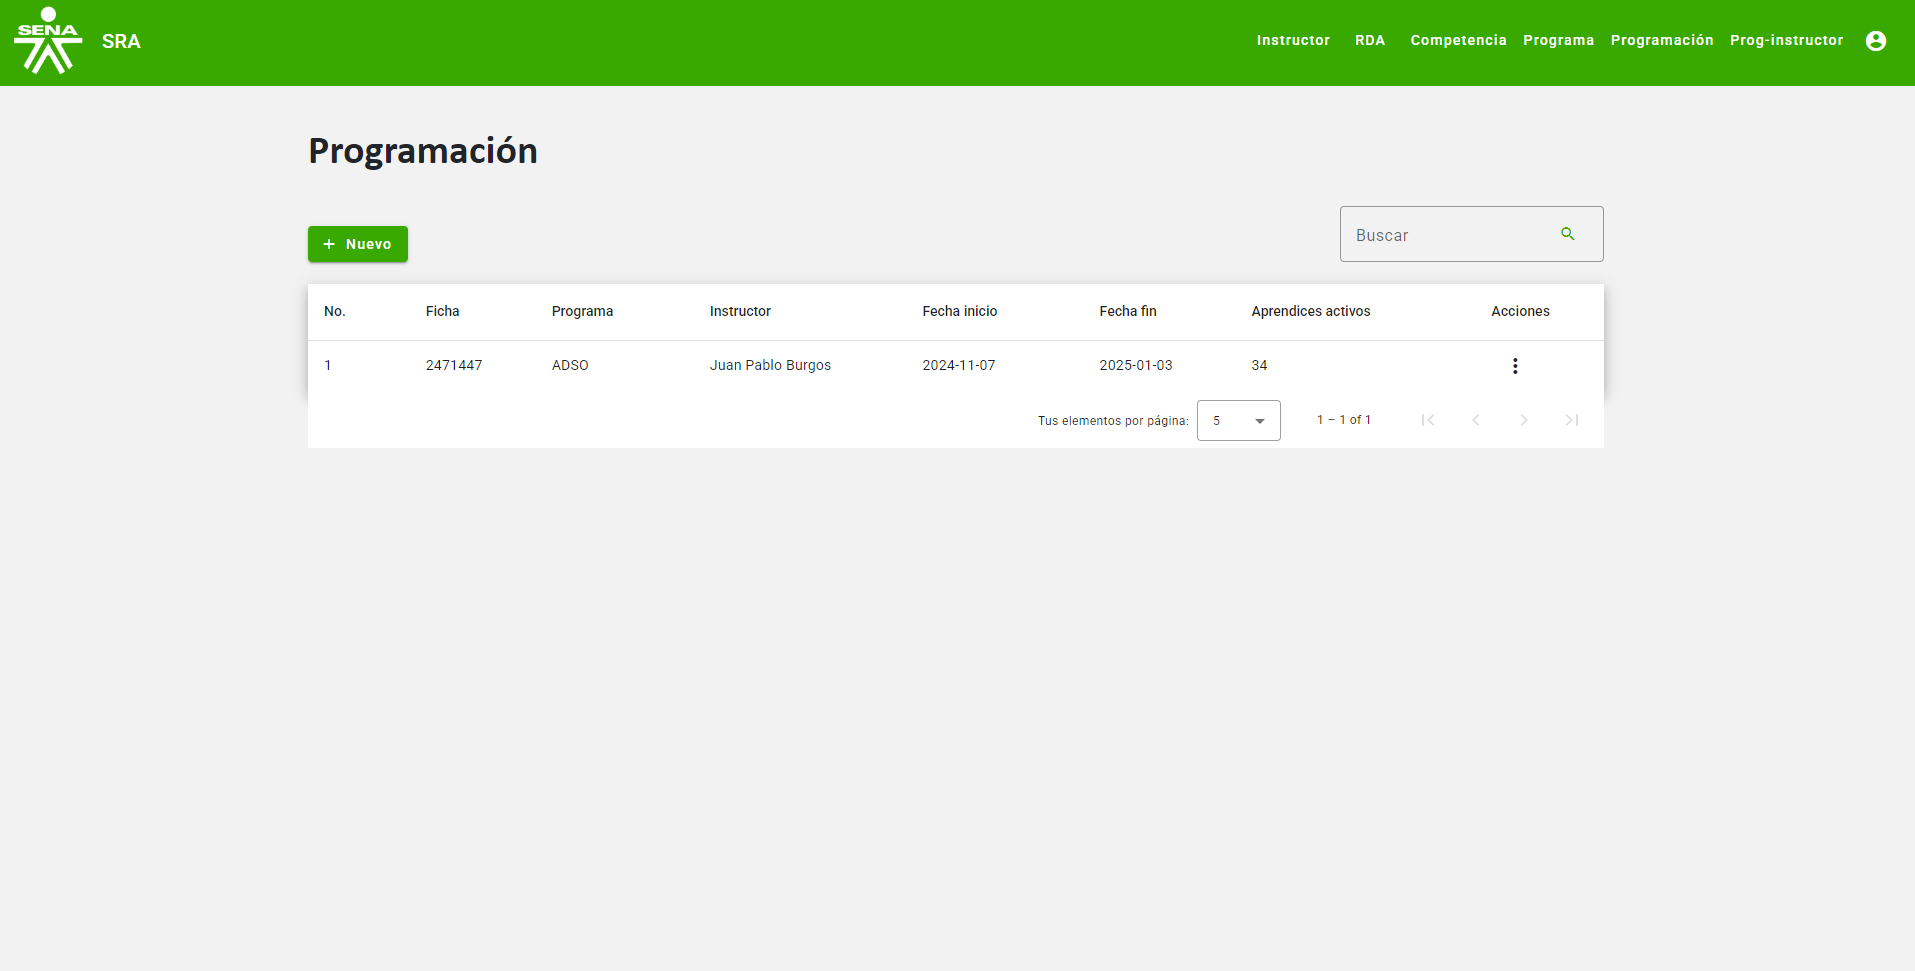 SENA
SRA
Instructor RDA Competencia Programa Programación Prog-instructor
Programación
+ Nuevo
Buscar
No. Ficha Programa Instructor Fecha inicio Fecha fin Aprendices activos Acciones
1 2471447 ADSO Juan Pablo Burgos 2024-11-07 2025-01-03 34
Tus elementos por página: 5 1 – 1 of 1